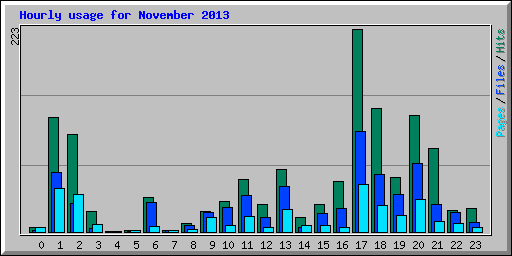 Hourly usage for November 2013
223
Pages/Files/Hits
0 1 2 3 4 5 6 7 8 9 10 11 12 13 14 15 16 17 18 19 20 21 22 23